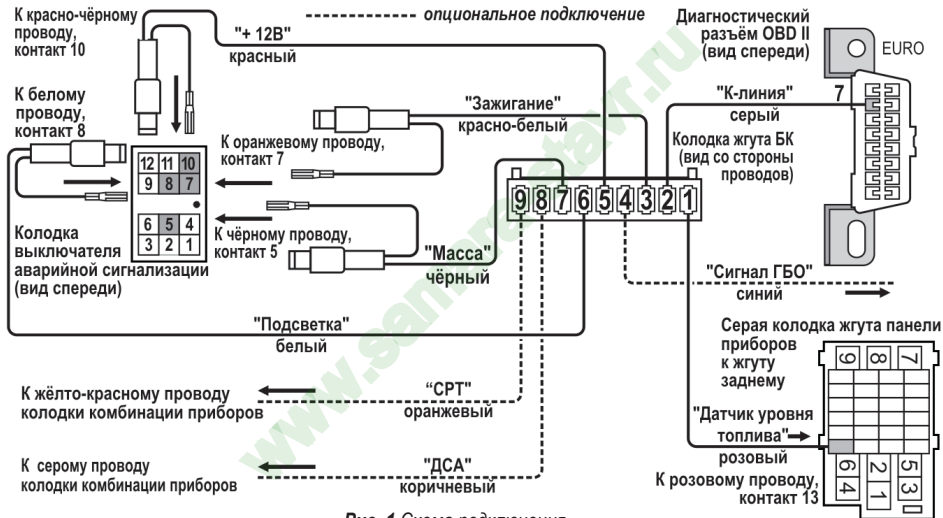 К красно-чёрному
проводу,
контакт 10
опциональное подключение
"+ 12В"
красный
Диагностический
разъём OBD II
(вид спереди)
EURO
К белому
проводу,
контакт 8
"Зажигание"
красно-белый
"К-линия"
серый
7
К оранжевому проводу,
контакт 7
Колодка жгута БК
(вид со стороны
проводов)
12 11 10
9 8 7
6 5 4
3 2 1
9 8 7 6 5 4 3 2 1
Колодка
выключателя
аварийной сигнализации
(вид спереди)
К чёрному проводу,
контакт 5
"Масса"
чёрный
"Сигнал ГБО"
синий
"Подсветка"
белый
Серая колодка жгута панели
приборов
к жгуту
заднему
9 8 7
К жёлто-красному проводу
колодки комбинации приборов
“СРТ"
оранжевый
"Датчик уровня
топлива"
розовый
6 2 5 3
4 1
К розовому проводу,
контакт 13
К серому проводу
колодки комбинации приборов
"ДСА"
коричневый
www.samarastavr.ru